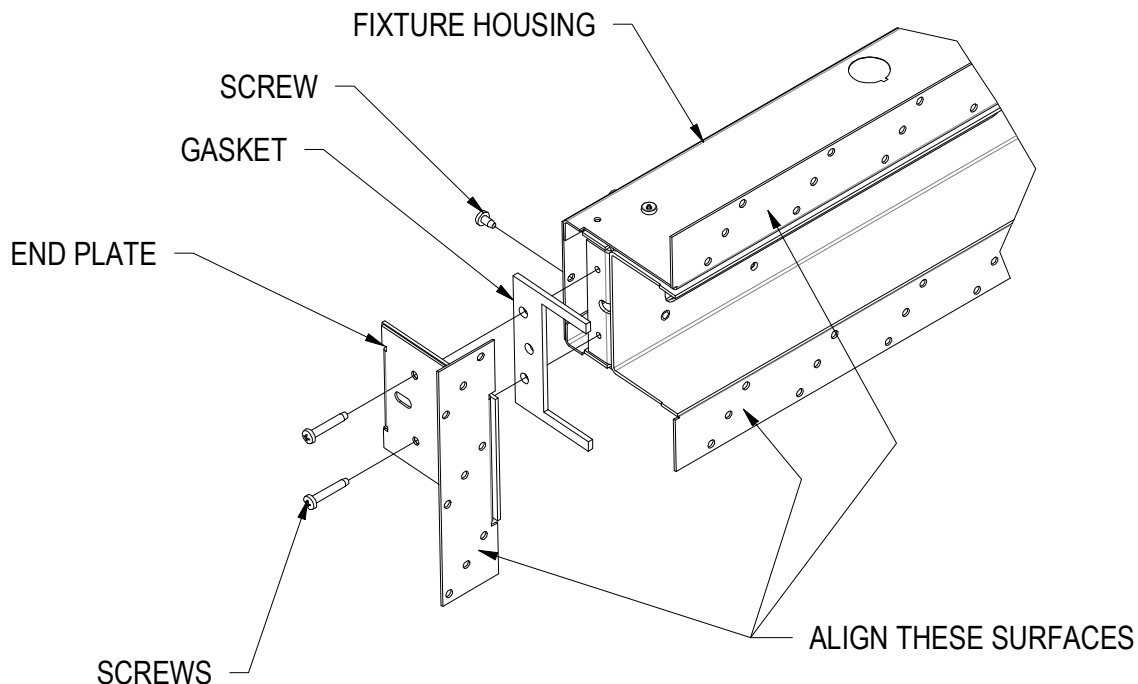 FIXTURE HOUSING
SCREW
GASKET
END PLATE
ALIGN THESE SURFACES
SCREWS